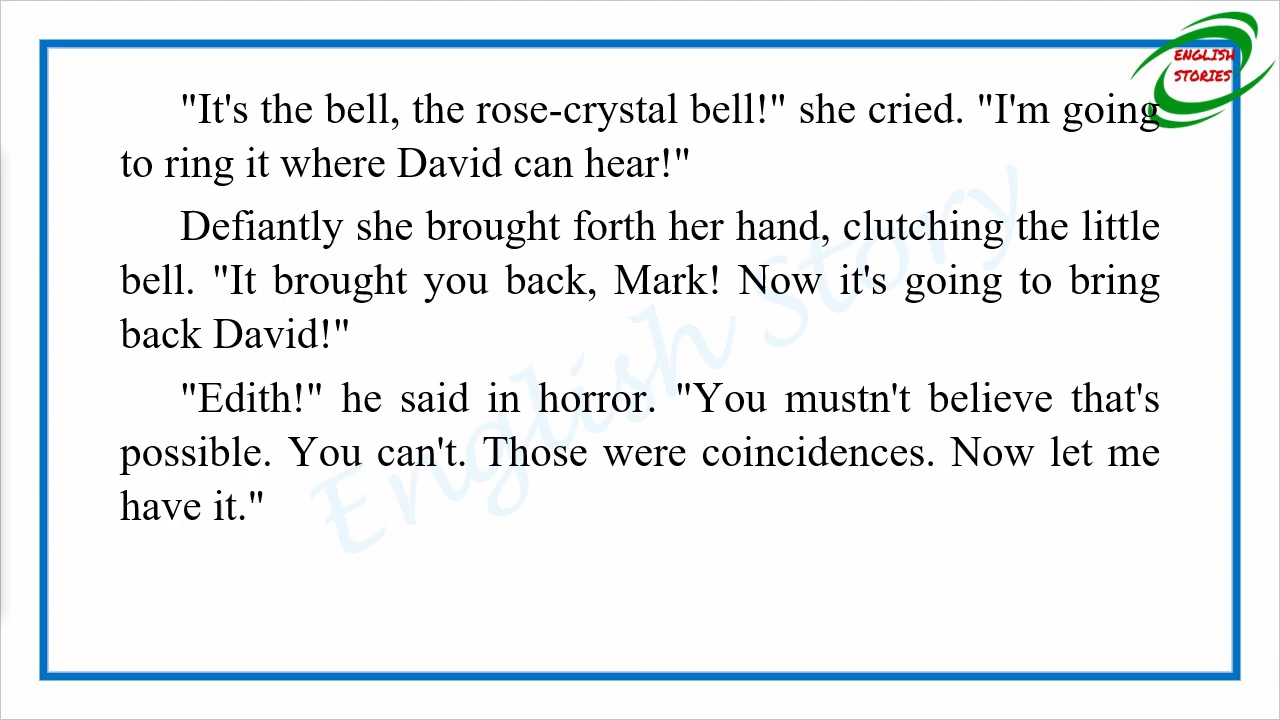 ENGLISH
STORIES
"It's the bell, the rose-crystal bell!" she cried. "I'm going
to ring it where David can hear!"
Defiantly she brought forth her hand, clutching the little
bell. "It brought you back, Mark! Now it's going to bring
back David!"
"Edith!" he said in horror. "You mustn't believe that's
possible. You can't. Those were coincidences. Now let me
have it."
English Story